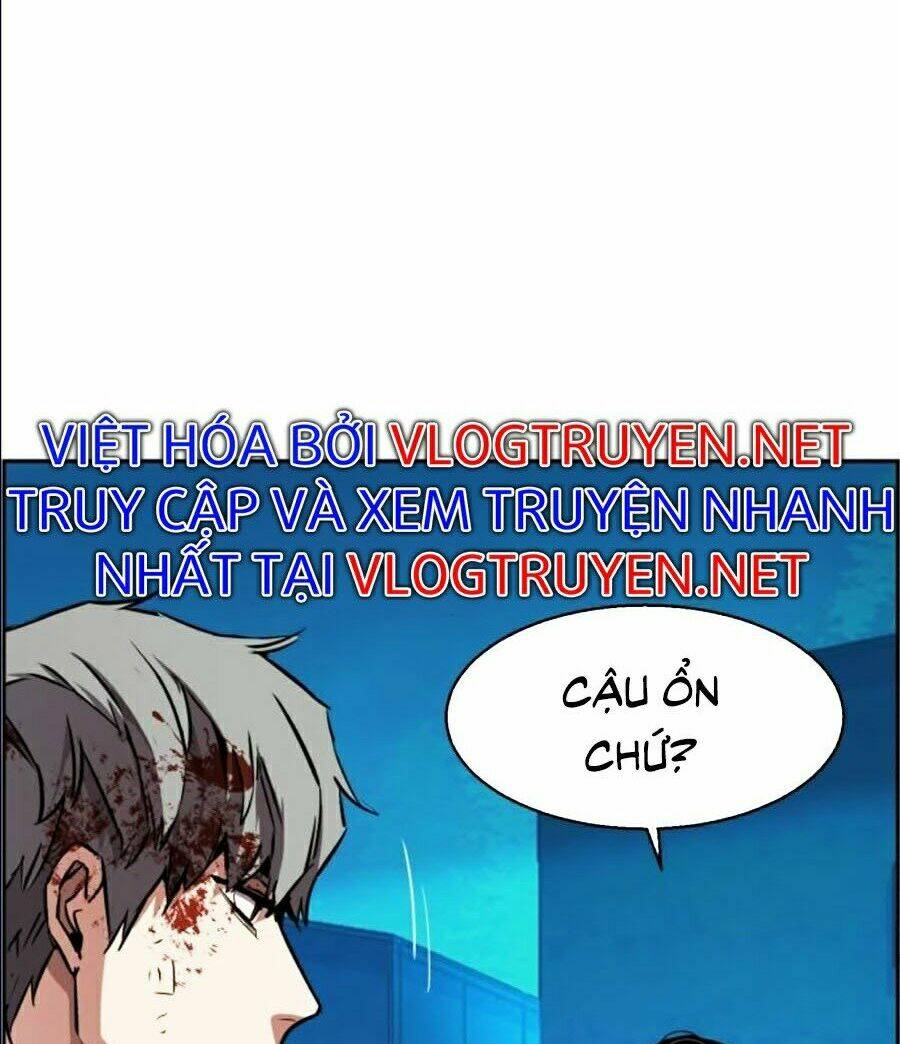 VIỆT HÓA BỞI VLOGTRUYEN.NET
TRUY CẬP VÀ XEM TRUYỆN NHANH
NHẤT TẠI VLOGTRUYEN.NET
CẬU ỔN
CHỨ?